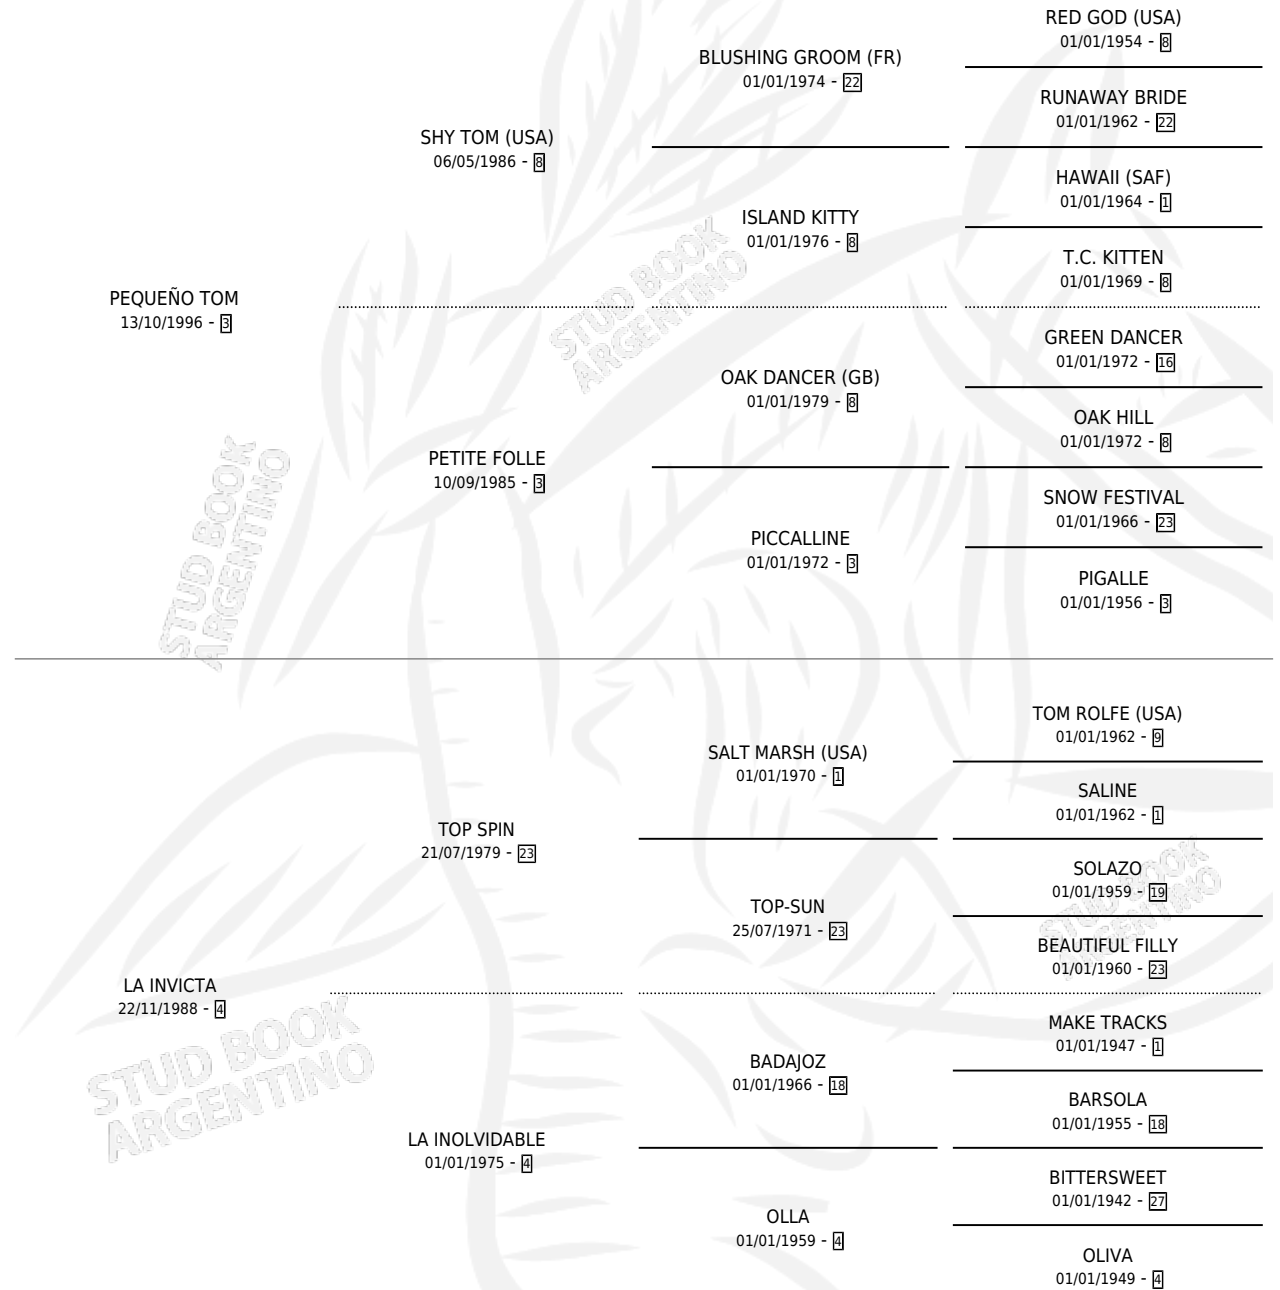 RED GOD (USA)
01/01/1954 - 8
BLUSHING GROOM (FR)
01/01/1974 - 22
RUNAWAY BRIDE
01/01/1962 - 22
SHY TOM (USA)
06/05/1986 - 8
HAWAII (SAF)
01/01/1964 - 1
ISLAND KITTY
01/01/1976 - 8
T.C. KITTEN
01/01/1969 - 8
PEQUEÑO TOM
13/10/1996 - 3
STUD BOOK
ARGENTINO
GREEN DANCER
01/01/1972 - 16
OAK DANCER (GB)
01/01/1979 - 8
OAK HILL
01/01/1972 - 8
PETITE FOLLE
10/09/1985 - 3
SNOW FESTIVAL
01/01/1966 - 23
PICCALLINE
01/01/1972 - 3
PIGALLE
01/01/1956 - 3
STUD BOOK
ARGENTINO
TOM ROLFE (USA)
01/01/1962 - 9
SALT MARSH (USA)
01/01/1970 - 1
SALINE
01/01/1962 - 1
TOP SPIN
21/07/1979 - 23
SOLAZO
01/01/1959 - 19
TOP-SUN
25/07/1971 - 23
BEAUTIFUL FILLY
01/01/1960 - 23
STUD BOOK
ARGENTINO
LA INVICTA
22/11/1988 - 4
MAKE TRACKS
01/01/1947 - 1
BADAJOZ
01/01/1966 - 18
BARSOLA
01/01/1955 - 18
STUD BOOK
ARGENTINO
LA INOLVIDABLE
01/01/1975 - 4
BITTERSWEET
01/01/1942 - 27
OLLA
01/01/1959 - 4
OLIVA
01/01/1949 - 4